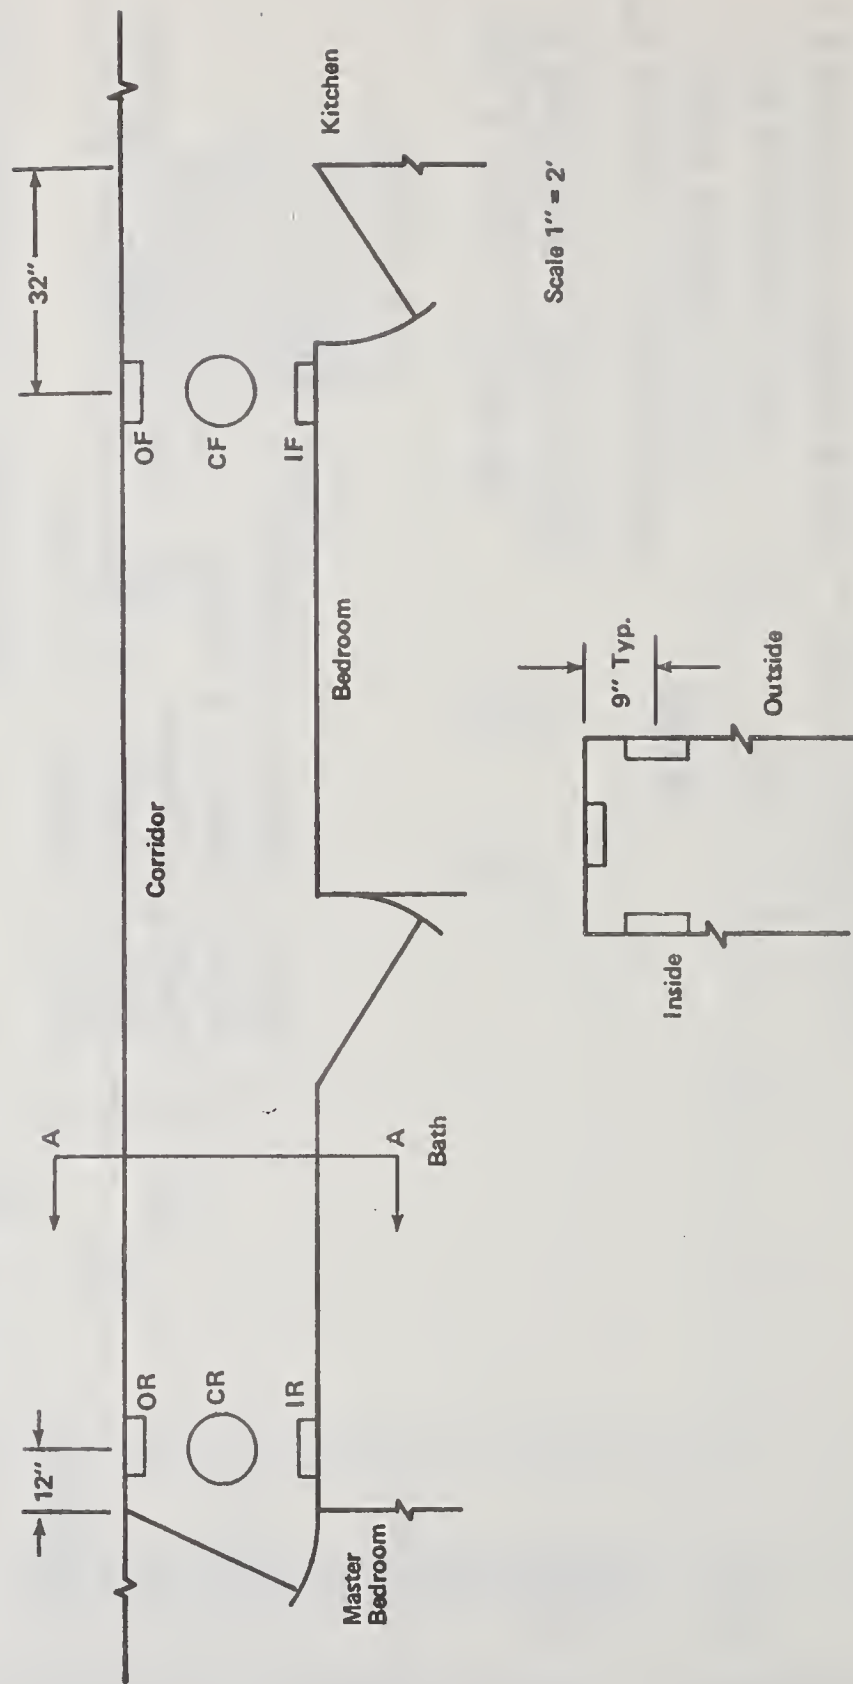 32″
Kitchen
OF
CF
IF
Corridor
Bedroom
A
A
Bath
12″
OR
CR
IR
Master
Bedroom
Scale 1″ = 2′
9″ Typ.
Inside
Outside